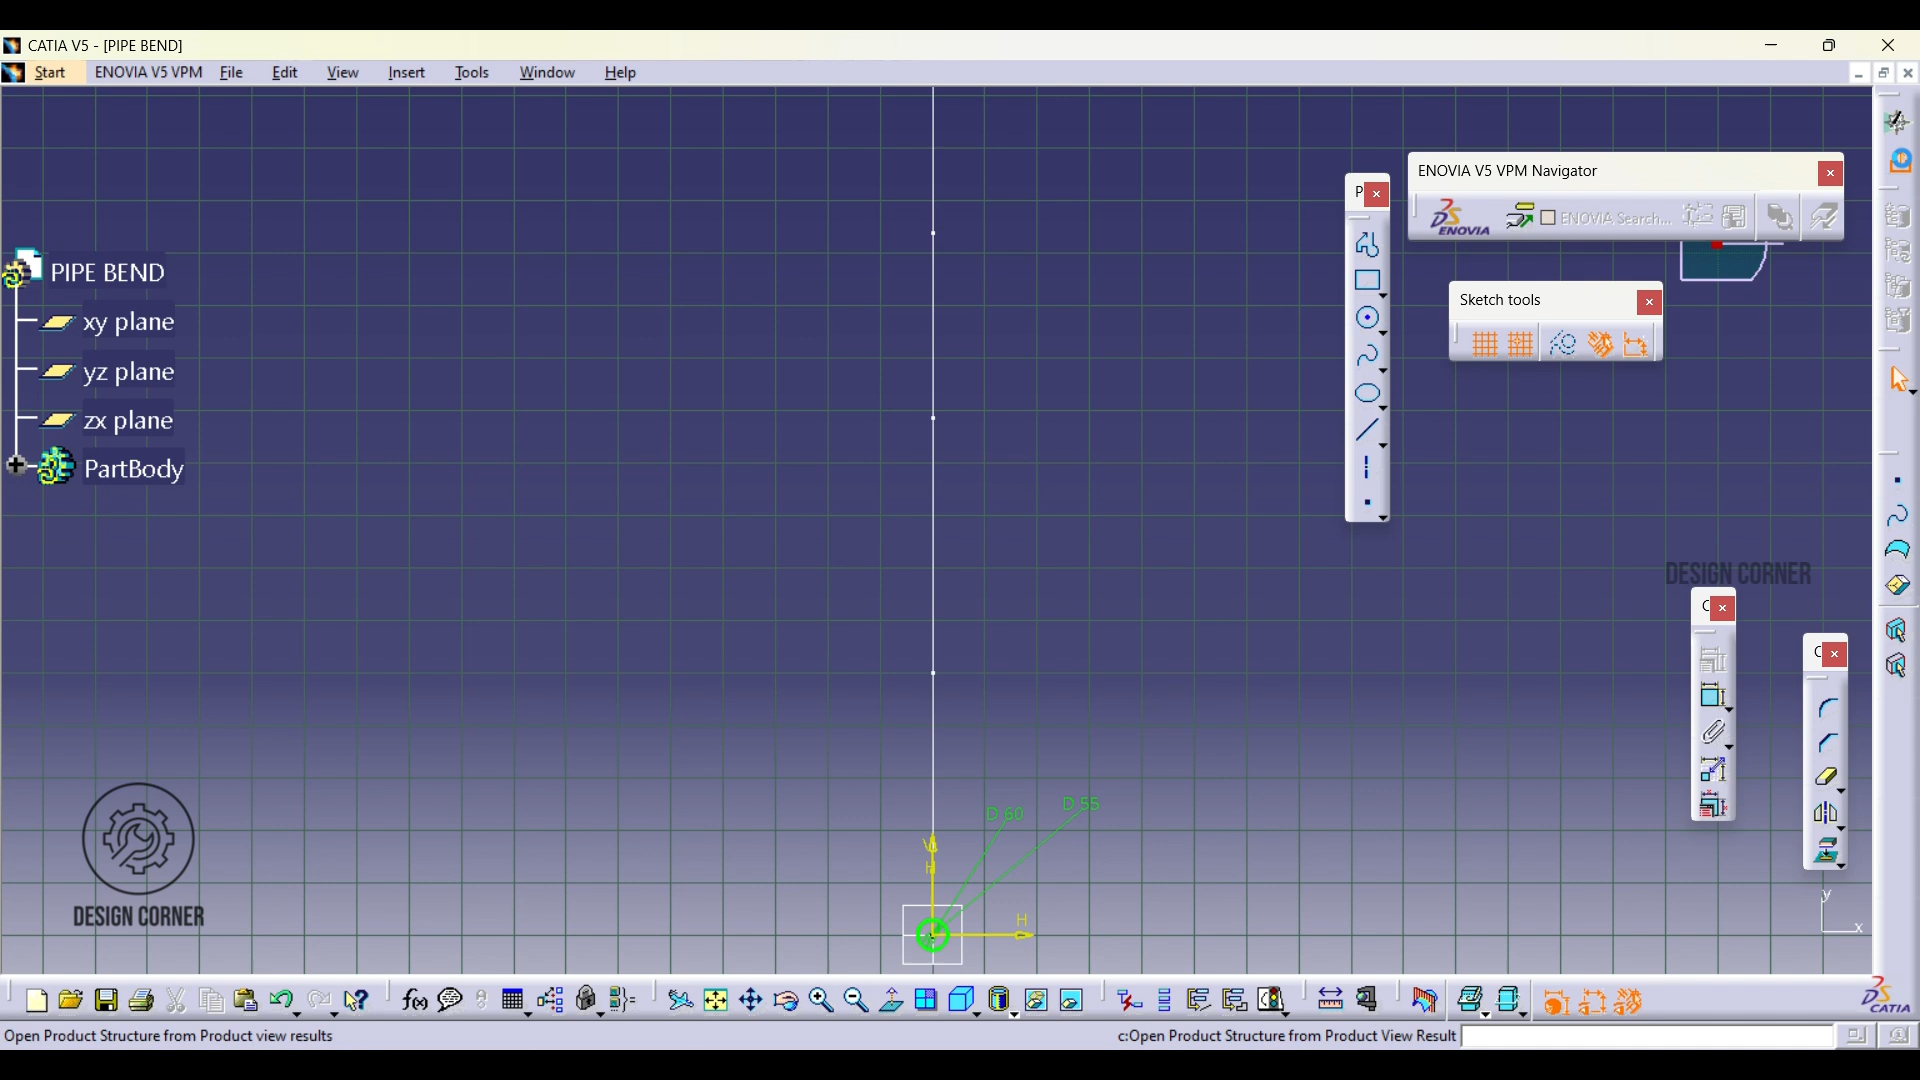 CATIA V5 - [PIPE BEND]
Start ENOVIA V5 VPM File Edit View Insert Tools Window Help
ENOVIA V5 VPM Navigator
P
ENOVIA
ENOVIA Search...
PIPE BEND
Sketch tools
xy plane
yz plane
zx plane
PartBody
DESIGN CORNER
C
C
D 60
D 55
V
H
H
y
x
DESIGN CORNER
f(x)
CATIA
Open Product Structure from Product view results
c:Open Product Structure from Product View Result